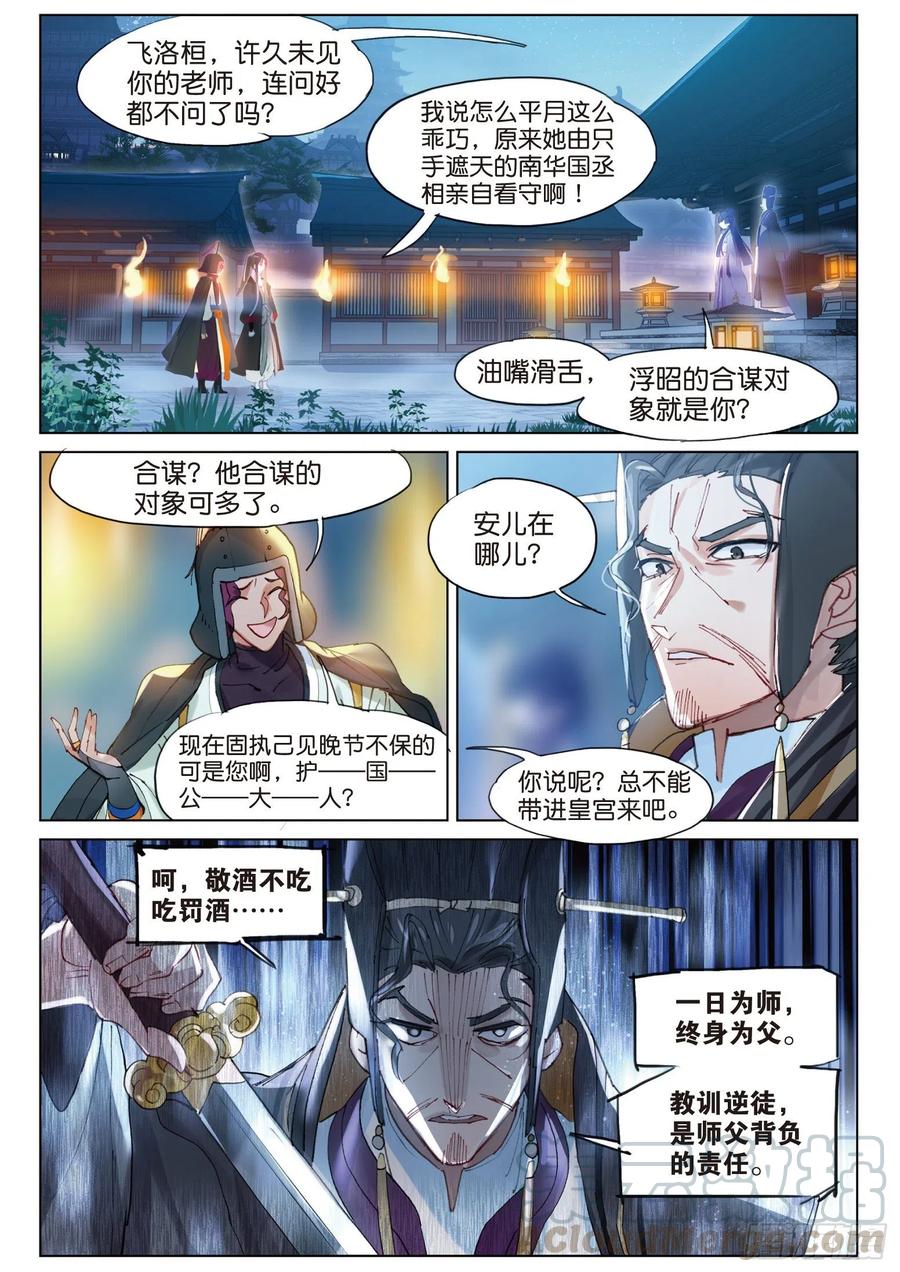 飞洛桓，许久未见
你的老师，连问好
都不问了吗？
我说怎么平月这么
乖巧，原来她由只
手遮天的南华国丞
相亲自看守啊！
油嘴滑舌，
浮昭的合谋对
象就是你？
合谋？他合谋的
对象可多了。
现在固执己见晚节不保的
可是您啊，护——国——
公——大——人？
安儿在
哪儿？
你说呢？总不能
带进皇宫来吧。
呵，敬酒不吃
吃罚酒……
一日为师，
终身为父。
教训逆徒，
是师父背负
的责任。
AcloudMerge.com